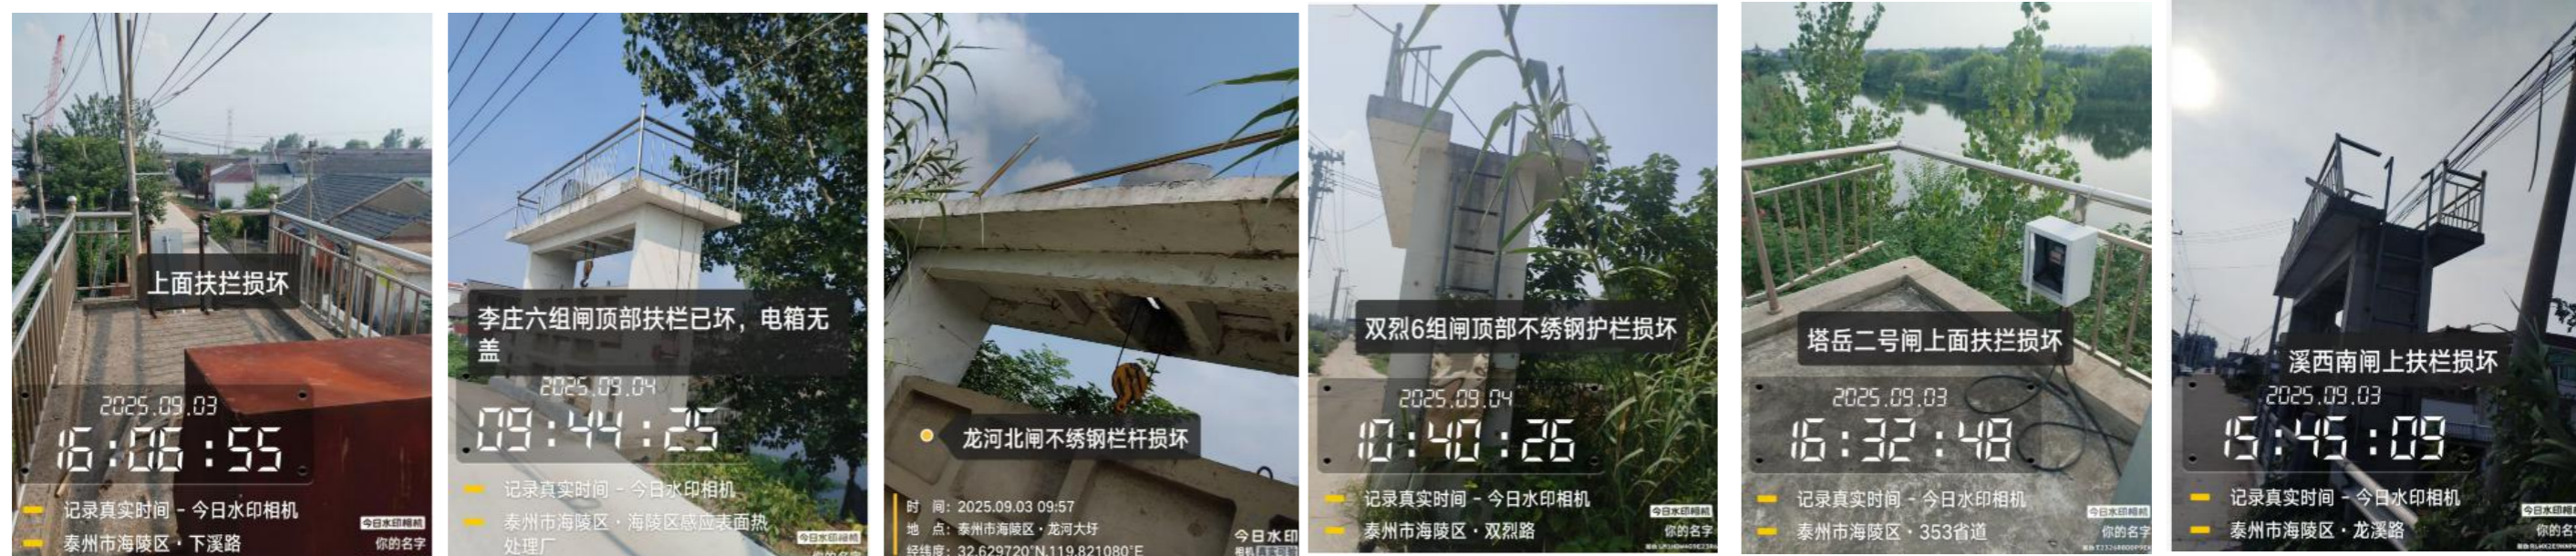 上面扶拦损坏
2025.09.03
16:06:55
记录真实时间 - 今日水印相机
泰州市海陵区·下溪路
今日水印相机
你的名字
李庄六组闸顶部扶栏已坏，电箱无
盖
2025.09.04
09:44:25
记录真实时间 - 今日水印相机
泰州市海陵区·海陵区感应表面热
处理厂
今日水印相机
你的名字
龙河北闸不绣钢栏杆损坏
时 间：2025.09.03 09:57
地 点：泰州市海陵区·龙河大圩
经纬度：32.629720°N,119.821080°E
今日水印
相机
双烈6组闸顶部不绣钢护栏损坏
2025.09.04
10:40:26
记录真实时间 - 今日水印相机
泰州市海陵区·双烈路
今日水印相机
你的名字
塔岳二号闸上面扶拦损坏
2025.09.03
16:32:48
记录真实时间 - 今日水印相机
泰州市海陵区·353省道
今日水印相机
你的名字
溪西南闸上扶栏损坏
2025.09.03
15:45:09
记录真实时间 - 今日水印相机
泰州市海陵区·龙溪路
今日水印相
你的名